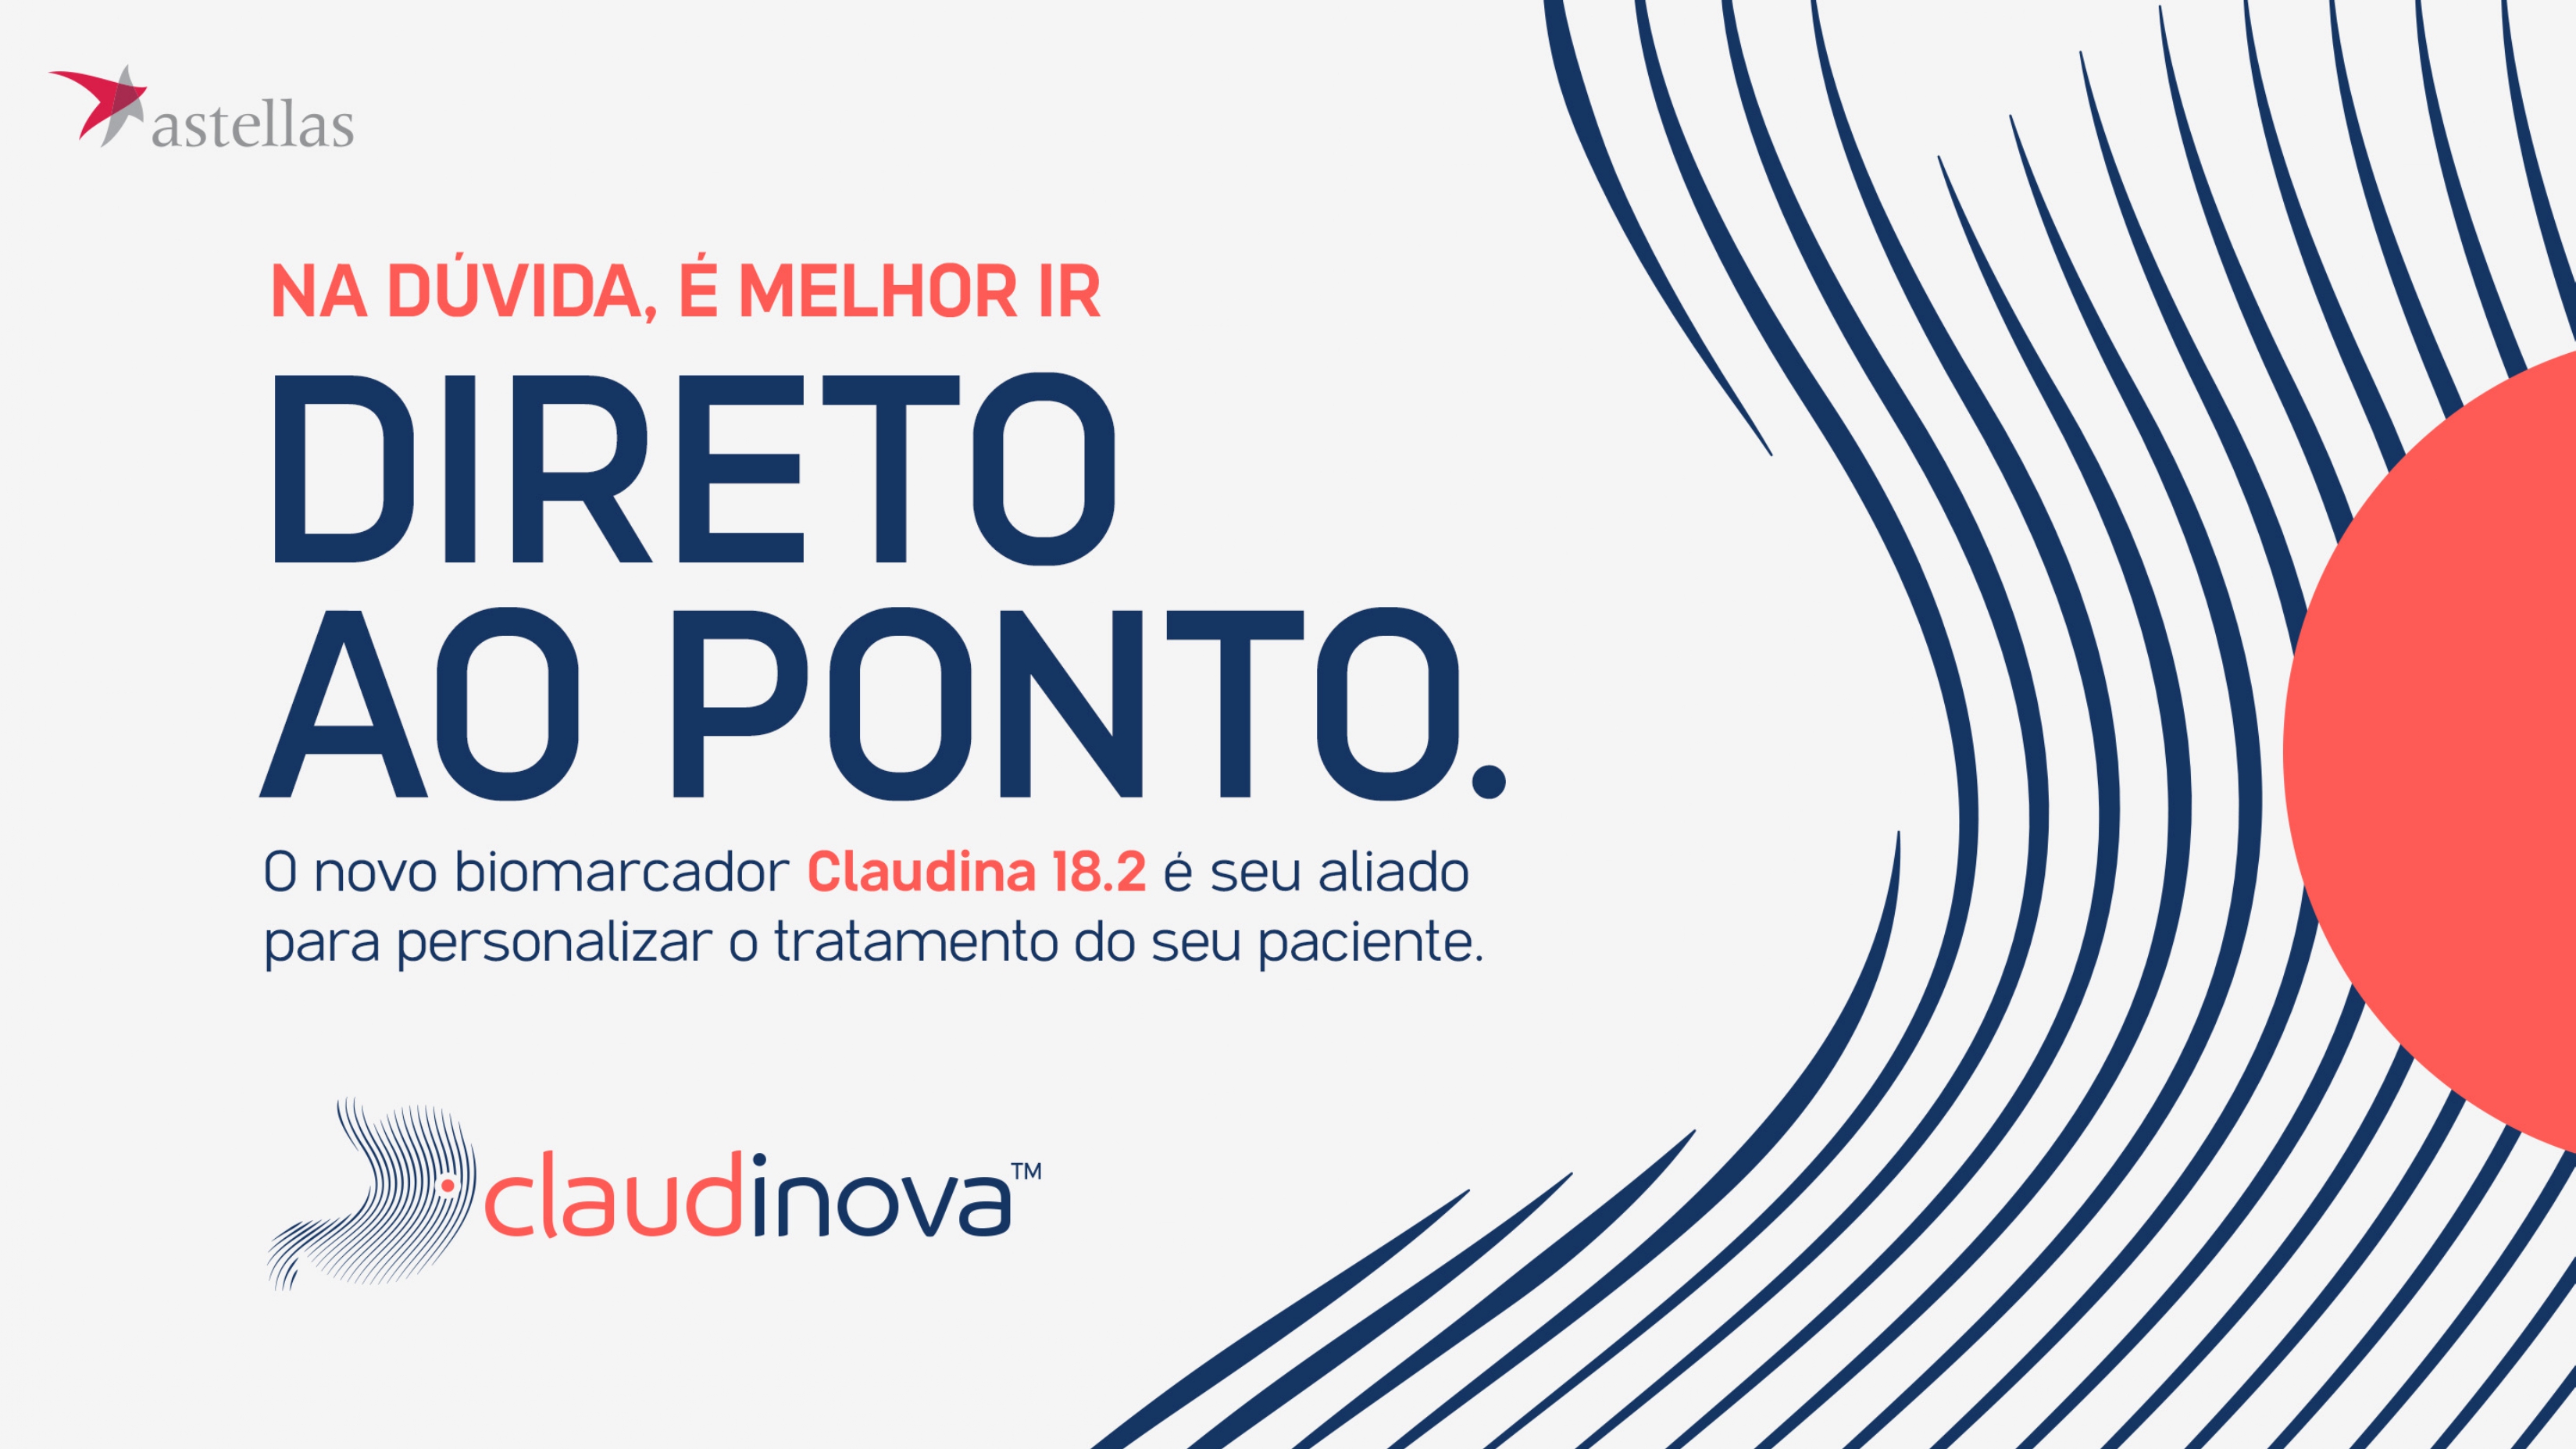 astellas
NA DÚVIDA, É MELHOR IR
DIRETO
AO PONTO.
O novo biomarcador Claudina 18.2 é seu aliado
para personalizar o tratamento do seu paciente.
claudinova™